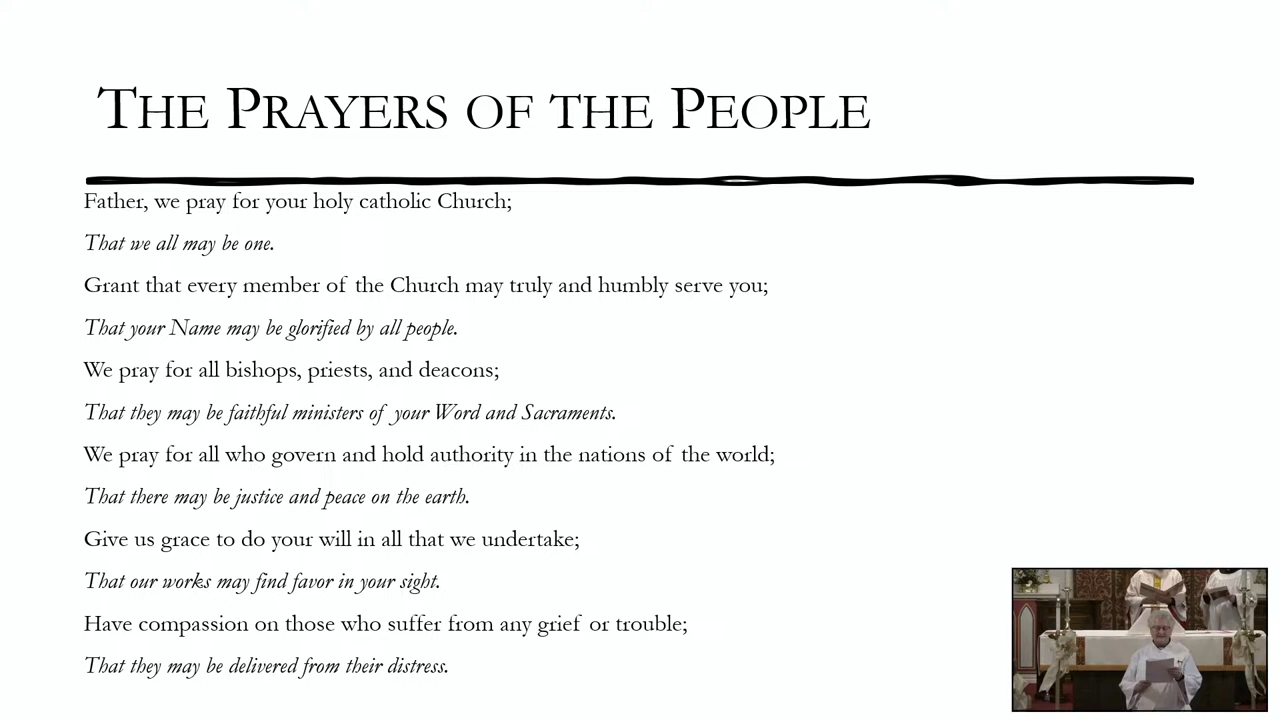 THE PRAYERS OF THE PEOPLE
Father, we pray for your holy catholic Church;
That we all may be one.
Grant that every member of the Church may truly and humbly serve you;
That your Name may be glorified by all people.
We pray for all bishops, priests, and deacons;
That they may be faithful ministers of your Word and Sacraments.
We pray for all who govern and hold authority in the nations of the world;
That there may be justice and peace on the earth.
Give us grace to do your will in all that we undertake;
That our works may find favor in your sight.
Have compassion on those who suffer from any grief or trouble;
That they may be delivered from their distress.